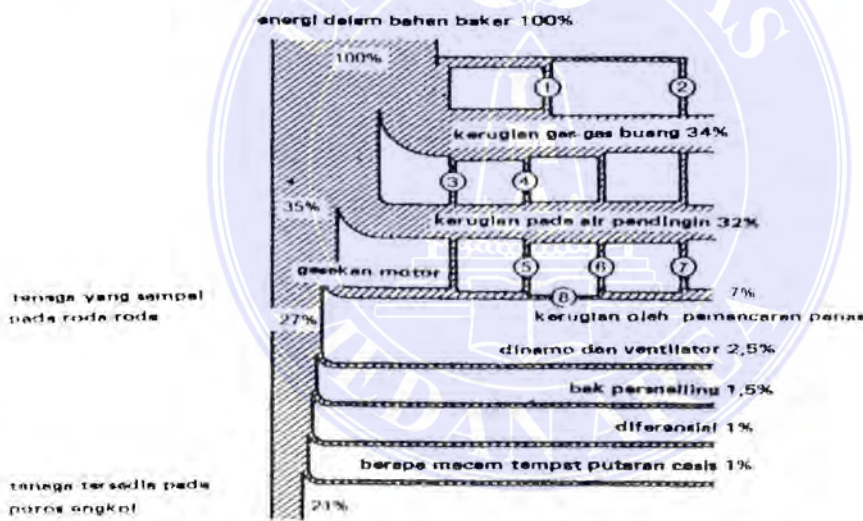 energi dalam bahan bakar 100%
100%
1
2
kerugian gas-gas buang 34%
3
4
35%
kerugian pada air pendingin 32%
gesekan motor
5
6
7
8
7%
tenaga yang sampai
pada roda-roda
27%
kerugian oleh pemancaran panas
dinamo dan ventilator 2,5%
bak persnelling 1,5%
diferensial 1%
berapa macam tempat putaran casis 1%
tenaga tersedia pada
poros engkol
21%
MEDAN AREA